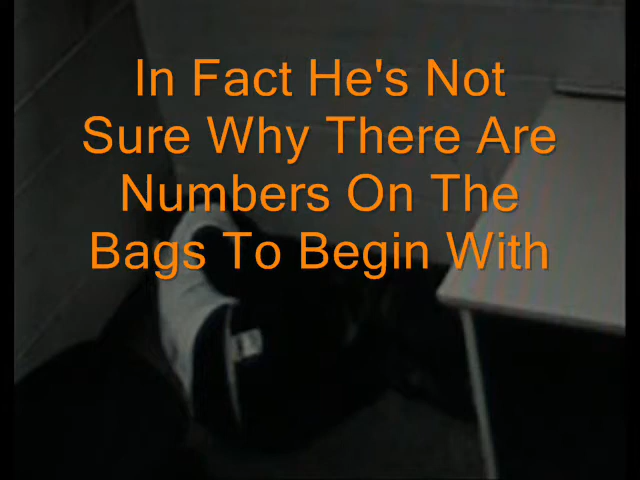 In Fact He's Not
Sure Why There Are
Numbers On The
Bags To Begin With